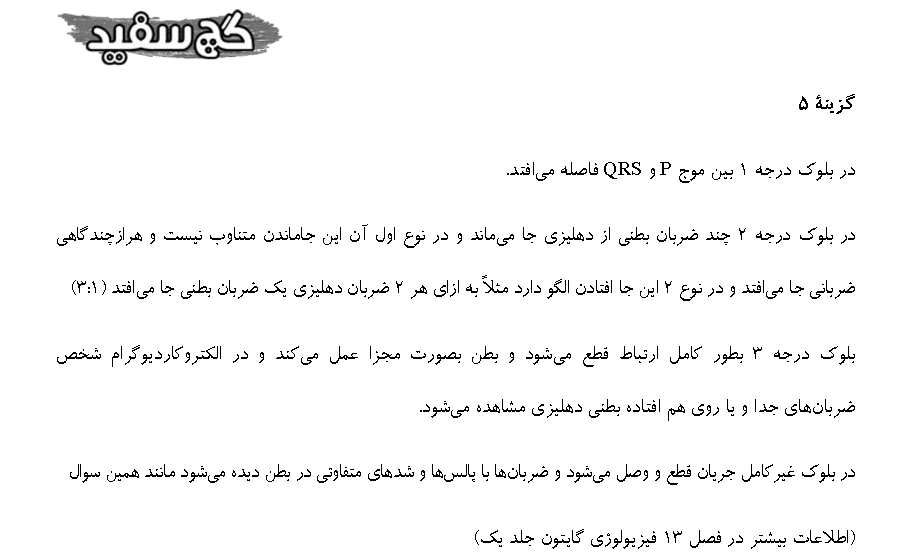 گچ سفید
گزینهٔ ۵
در بلوک درجه ۱ بین موج P و QRS فاصله می‌افتد.
در بلوک درجه ۲ چند ضربان بطنی از دهلیزی جا می‌ماند و در نوع اول آن این جاماندن متناوب نیست و هرازچندگاهی
ضربانی جا می‌افتد و در نوع ۲ این جا افتادن الگو دارد مثلاً به ازای هر ۲ ضربان دهلیزی یک ضربان بطنی جا می‌افتد (۳:۱)
بلوک درجه ۳ بطور کامل ارتباط قطع می‌شود و بطن بصورت مجزا عمل می‌کند و در الکتروکاردیوگرام شخص
ضربان‌های جدا و یا روی هم افتاده بطنی دهلیزی مشاهده می‌شود.
در بلوک غیرکامل جریان قطع و وصل می‌شود و ضربان‌ها با پالس‌ها و شدهای متفاوتی در بطن دیده می‌شود مانند همین سوال
(اطلاعات بیشتر در فصل ۱۳ فیزیولوژی گایتون جلد یک)